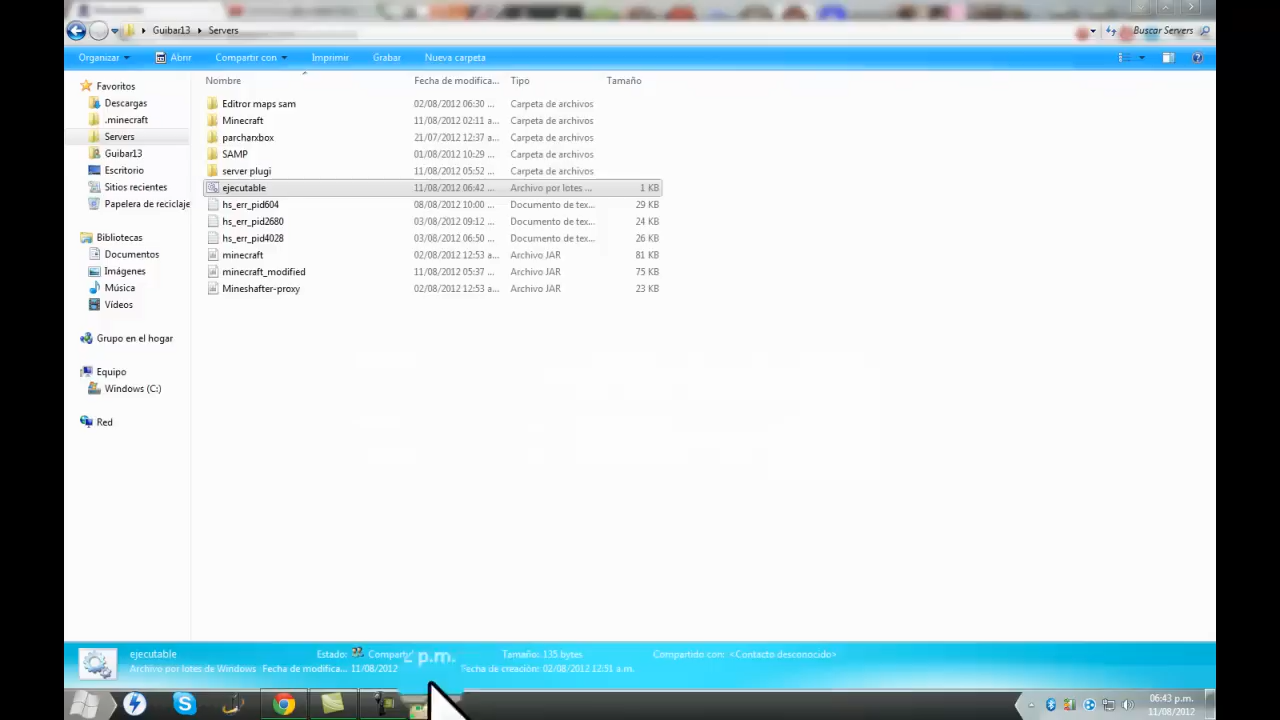 Guibar13 Servers
Buscar Servers
Organizar Abrir Compartir con Imprimir Grabar Nueva carpeta
Nombre Fecha de modifica... Tipo Tamaño
Favoritos
Descargas
.minecraft
Servers
Guibar13
Escritorio
Sitios recientes
Papelera de reciclaje
Bibliotecas
Documentos
Imágenes
Música
Vídeos
Grupo en el hogar
Equipo
Windows (C:)
Red
Editror maps sam 02/08/2012 06:30 ... Carpeta de archivos
Minecraft 11/08/2012 02:11 a... Carpeta de archivos
parcharxbox 21/07/2012 12:37 a... Carpeta de archivos
SAMP 01/08/2012 10:29 ... Carpeta de archivos
server plugi 11/08/2012 05:52 ... Carpeta de archivos
ejecutable 11/08/2012 06:42 ... Archivo por lotes ... 1 KB
hs_err_pid604 08/08/2012 10:00 ... Documento de tex... 29 KB
hs_err_pid2680 03/08/2012 09:12 ... Documento de tex... 24 KB
hs_err_pid4028 03/08/2012 06:50 ... Documento de tex... 26 KB
minecraft 02/08/2012 12:53 a... Archivo JAR 81 KB
minecraft_modified 11/08/2012 05:37 ... Archivo JAR 75 KB
Mineshafter-proxy 02/08/2012 12:53 a... Archivo JAR 23 KB
ejecutable Estado: Compart Tamaño: 135 bytes Compartido con: <Contacto desconocido>
Archivo por lotes de Windows Fecha de modifica... 11/08/2012 2 p.m. Fecha de creación: 02/08/2012 12:51 a.m.
06:43 p.m.
11/08/2012